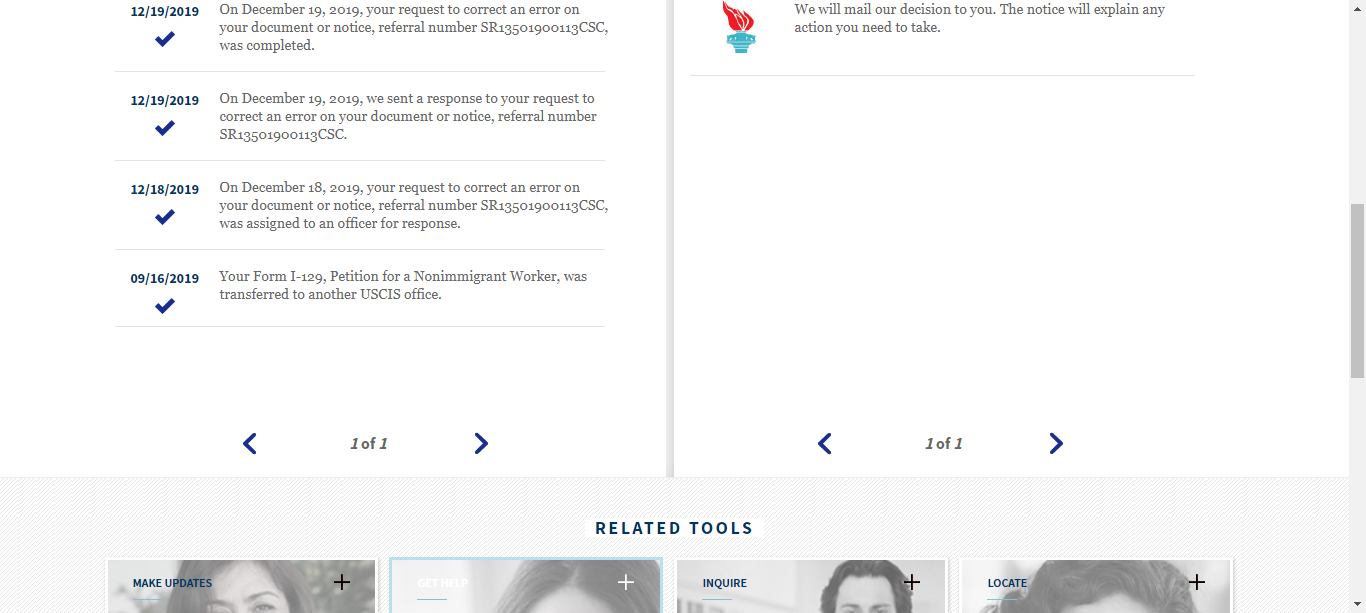 12/19/2019
On December 19, 2019, your request to correct an error on
your document or notice, referral number SR13501900113CSC,
was completed.
12/19/2019
On December 19, 2019, we sent a response to your request to
correct an error on your document or notice, referral number
SR13501900113CSC.
12/18/2019
On December 18, 2019, your request to correct an error on
your document or notice, referral number SR13501900113CSC,
was assigned to an officer for response.
09/16/2019
Your Form I-129, Petition for a Nonimmigrant Worker, was
transferred to another USCIS office.
1 of 1
We will mail our decision to you. The notice will explain any
action you need to take.
1 of 1
RELATED TOOLS
MAKE UPDATES
GET HELP
INQUIRE
LOCATE